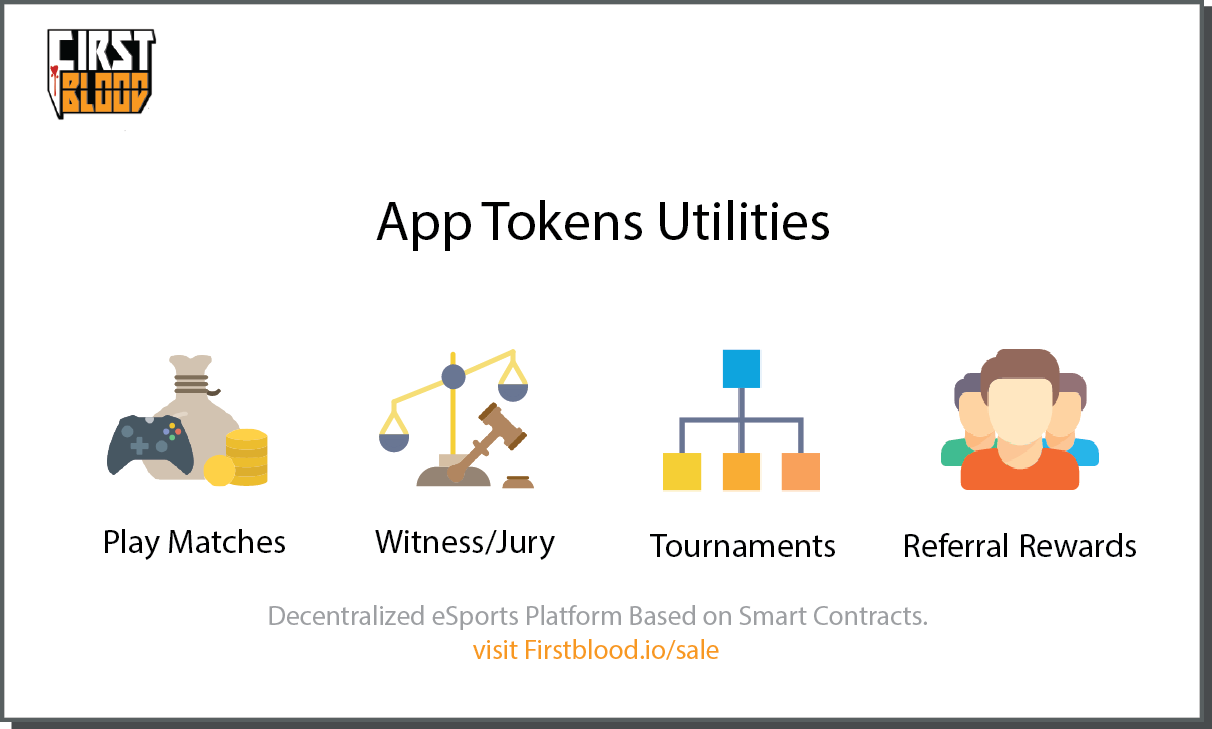 FIRST
BLOOD
App Tokens Utilities
Play Matches
Witness/Jury
Tournaments
Referral Rewards
Decentralized eSports Platform Based on Smart Contracts.
visit Firstblood.io/sale